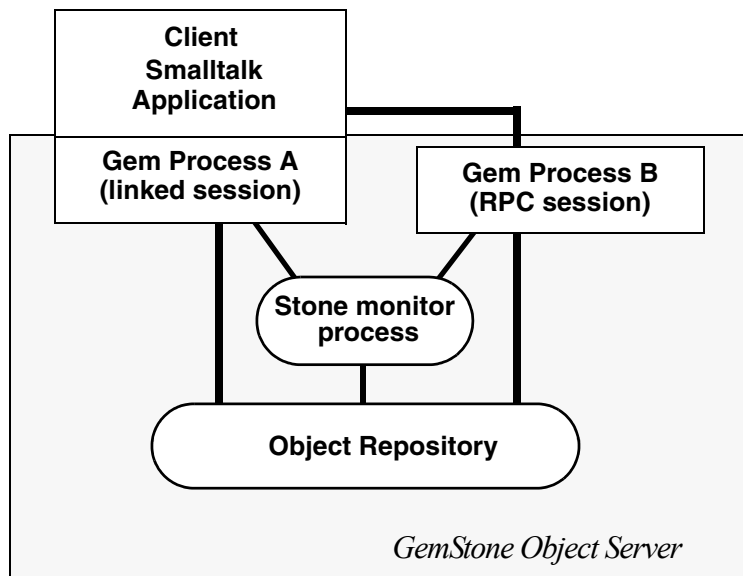 Client
Smalltalk
Application
Gem Process A
(linked session)
Gem Process B
(RPC session)
Stone monitor
process
Object Repository
GemStone Object Server